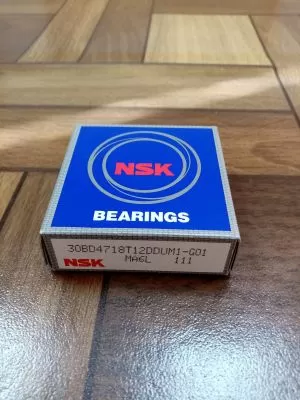 NSK
BEARINGS
30BD4718T12DDUM1-G01
NSK MA6L 111